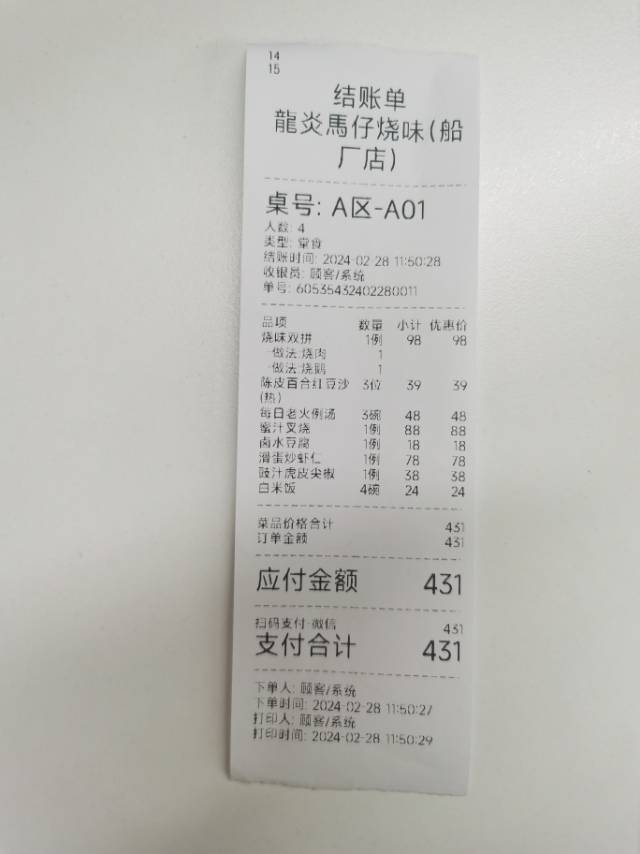 14
15
结账单
龍炎馬仔烧味(船
厂店)
桌号: A区-A01
人数: 4
类型: 堂食
结账时间: 2024-02-28 11:50:28
收银员: 顾客/系统
单号: 60535432402280011
品项 数量 小计 优惠价
烧味双拼 1例 98 98
-做法:烧肉 1
-做法:烧鹅 1
陈皮百合红豆沙 3位 39 39
(热)
每日老火例汤 3碗 48 48
蜜汁叉烧 1例 88 88
卤水豆腐 1例 18 18
滑蛋炒虾仁 1例 78 78
豉汁虎皮尖椒 1例 38 38
白米饭 4碗 24 24
菜品价格合计 431
订单金额 431
应付金额 431
扫码支付-微信 431
支付合计 431
下单人: 顾客/系统
下单时间: 2024-02-28 11:50:27
打印人: 顾客/系统
打印时间: 2024-02-28 11:50:29